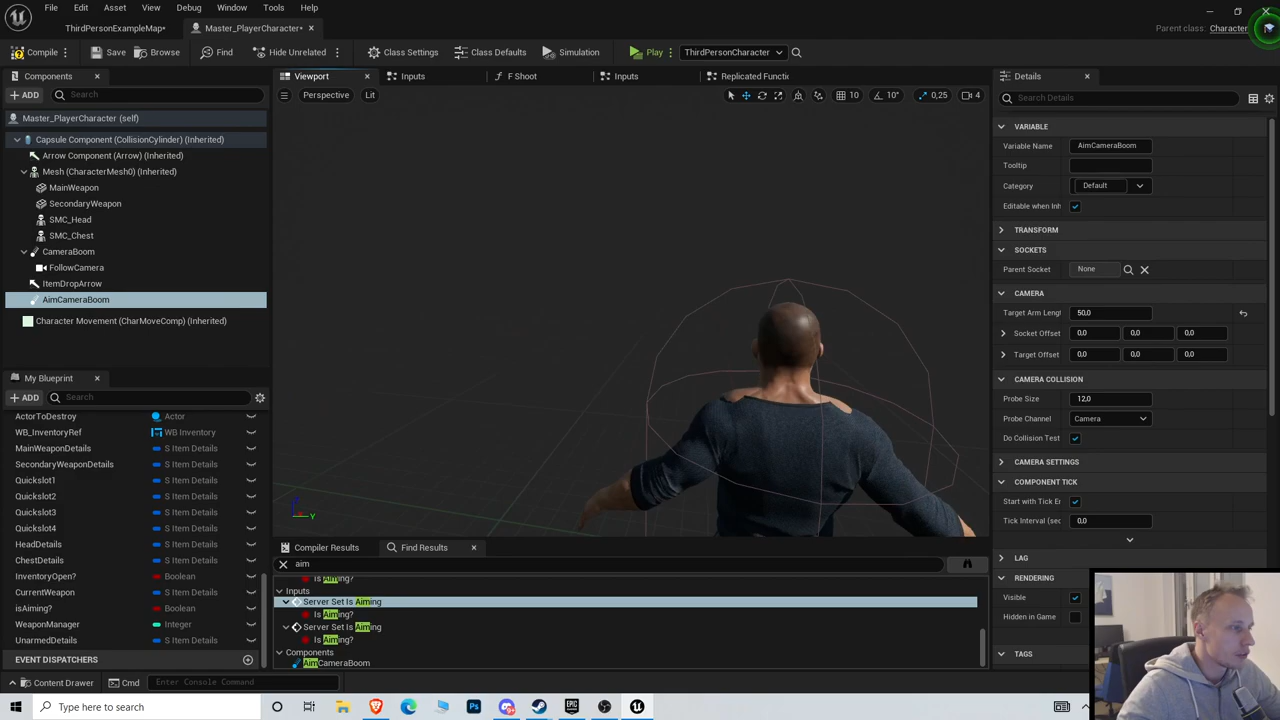 File Edit Asset View Debug Window Tools Help
ThirdPersonExampleMap*
Master_PlayerCharacter*
Parent class: Character
Compile
Save
Browse
Find
Hide Unrelated
Class Settings
Class Defaults
Simulation
Play
ThirdPersonCharacter
Components
ADD
Search
Master_PlayerCharacter (self)
Capsule Component (CollisionCylinder) (Inherited)
Arrow Component (Arrow) (Inherited)
Mesh (CharacterMesh0) (Inherited)
MainWeapon
SecondaryWeapon
SMC_Head
SMC_Chest
CameraBoom
FollowCamera
ItemDropArrow
AimCameraBoom
Character Movement (CharMoveComp) (Inherited)
My Blueprint
ADD
Search
ActorToDestroy Actor
WB_InventoryRef WB Inventory
MainWeaponDetails S Item Details
SecondaryWeaponDetails S Item Details
Quickslot1 S Item Details
Quickslot2 S Item Details
Quickslot3 S Item Details
Quickslot4 S Item Details
HeadDetails S Item Details
ChestDetails S Item Details
InventoryOpen? Boolean
CurrentWeapon S Item Details
isAiming? Boolean
WeaponManager Integer
UnarmedDetails S Item Details
EVENT DISPATCHERS
Viewport
Inputs
F Shoot
Inputs
Replicated Functi
Perspective
Lit
10
10°
0,25
4
Z
Y
Compiler Results
Find Results
aim
Is Aiming?
Inputs
Server Set Is Aiming
Is Aiming?
Server Set Is Aiming
Is Aiming?
Components
AimCameraBoom
Details
Search Details
VARIABLE
Variable Name AimCameraBoom
Tooltip
Category Default
Editable when Inh
TRANSFORM
SOCKETS
Parent Socket None
CAMERA
Target Arm Lengt 50,0
Socket Offset 0,0 0,0 0,0
Target Offset 0,0 0,0 0,0
CAMERA COLLISION
Probe Size 12,0
Probe Channel Camera
Do Collision Test
CAMERA SETTINGS
COMPONENT TICK
Start with Tick En
Tick Interval (sec 0,0
LAG
RENDERING
Visible
Hidden in Game
TAGS
Content Drawer
Cmd
Enter Console Command
Type here to search